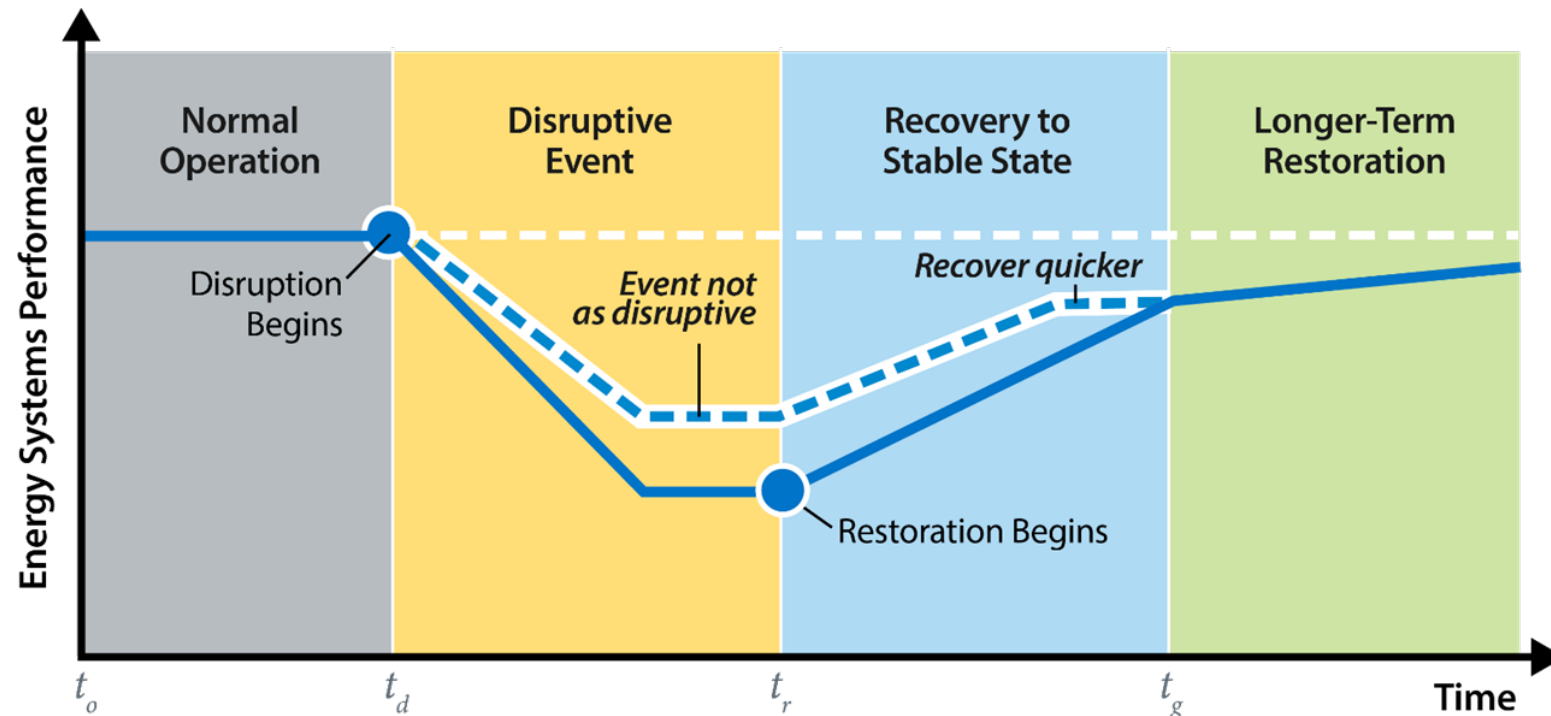 Energy Systems Performance
Normal
Operation
Disruptive
Event
Recovery to
Stable State
Longer-Term
Restoration
Disruption
Begins
Event not
as disruptive
Recover quicker
Restoration Begins
t_o
t_d
t_r
t_g
Time